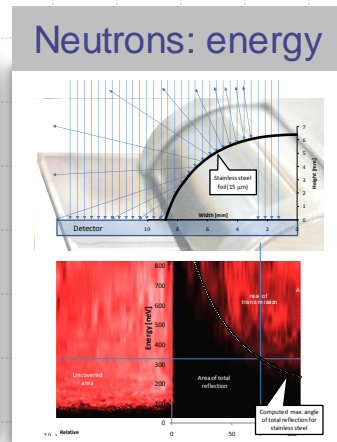 Neutrons: energy
7
6
5
4
3
2
1
0
Height [mm]
Stainless steel
foil (15 µm)
Width [mm]
Detector
10
8
6
4
2
0
800
700
600
500
400
300
200
100
0
Energy [neV]
area of
transmission
A
Uncovered
area
Area of total
reflection
Computed max. angle
of total reflection for
stainless steel
0
50
Relative